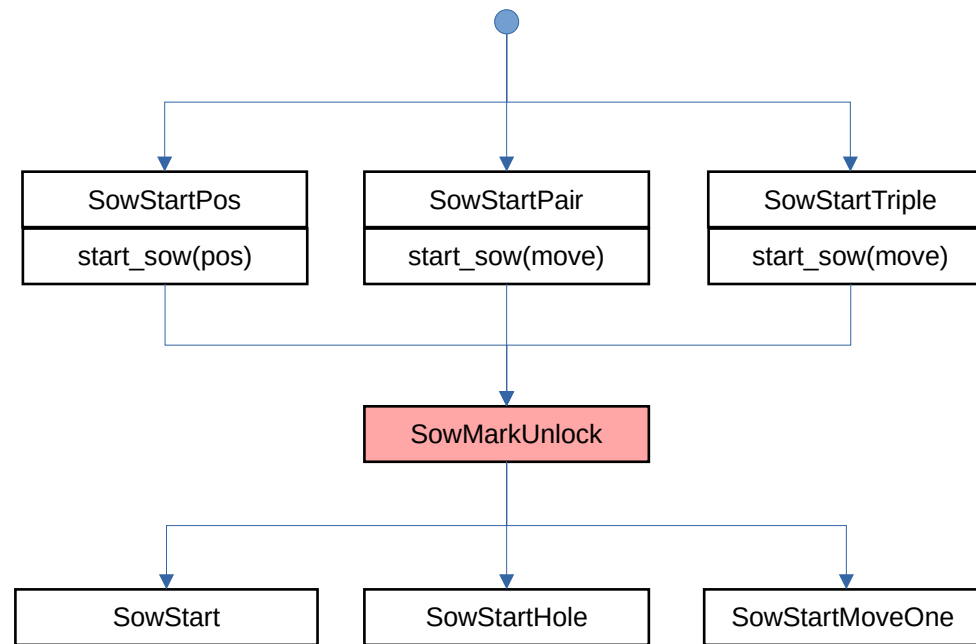 SowStartPos
SowStartPair
SowStartTriple
start_sow(pos)
start_sow(move)
start_sow(move)
SowMarkUnlock
SowStart
SowStartHole
SowStartMoveOne